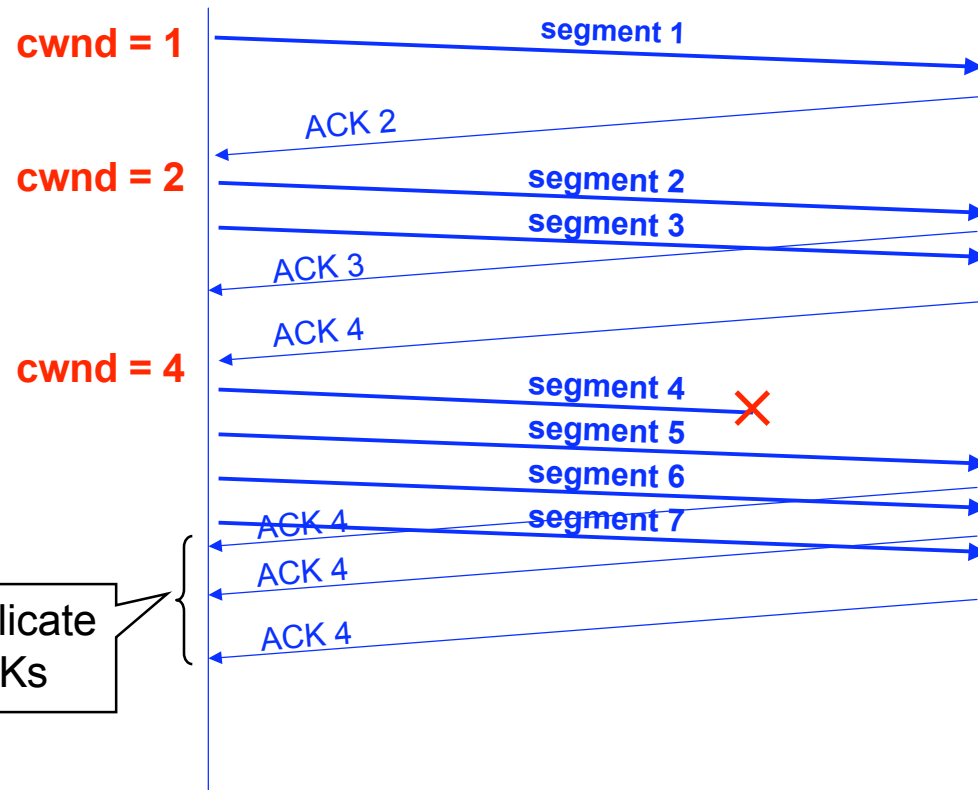 cwnd = 1
segment 1
ACK 2
cwnd = 2
segment 2
segment 3
ACK 3
ACK 4
cwnd = 4
segment 4
segment 5
segment 6
segment 7
ACK 4
ACK 4
ACK 4
licate
Ks